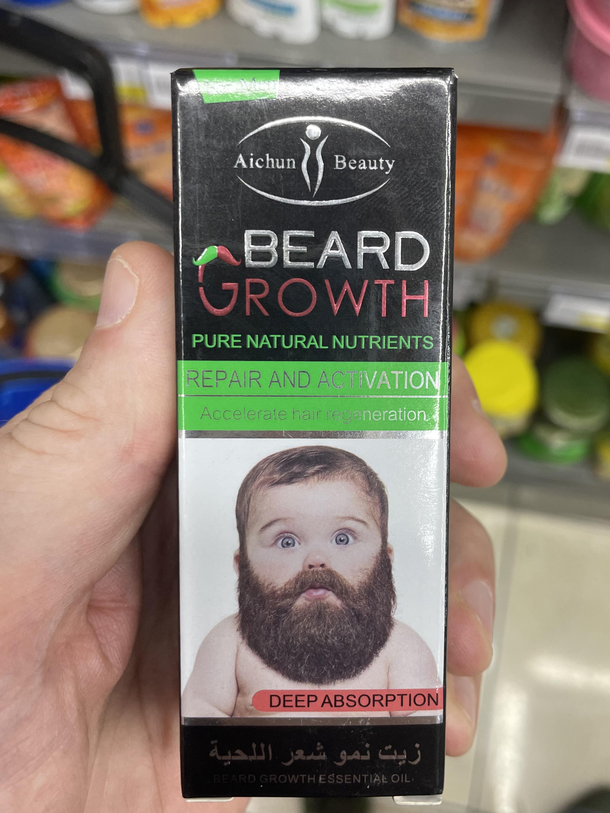 Aichun Beauty
BEARD
GROWTH
PURE NATURAL NUTRIENTS
REPAIR AND ACTIVATION
Accelerate hair regeneration.
DEEP ABSORPTION
زيت نمو شعر اللحية
BEARD GROWTH ESSENTIAL OIL